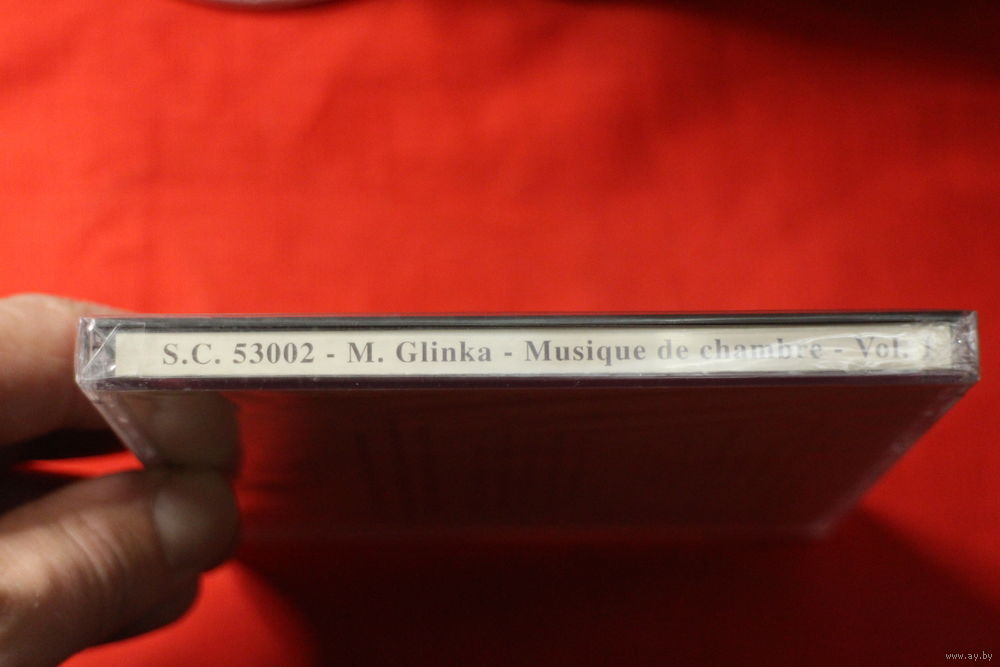 S.C. 53002 - M. Glinka - Musique de chambre - Vol.
www.ay.by